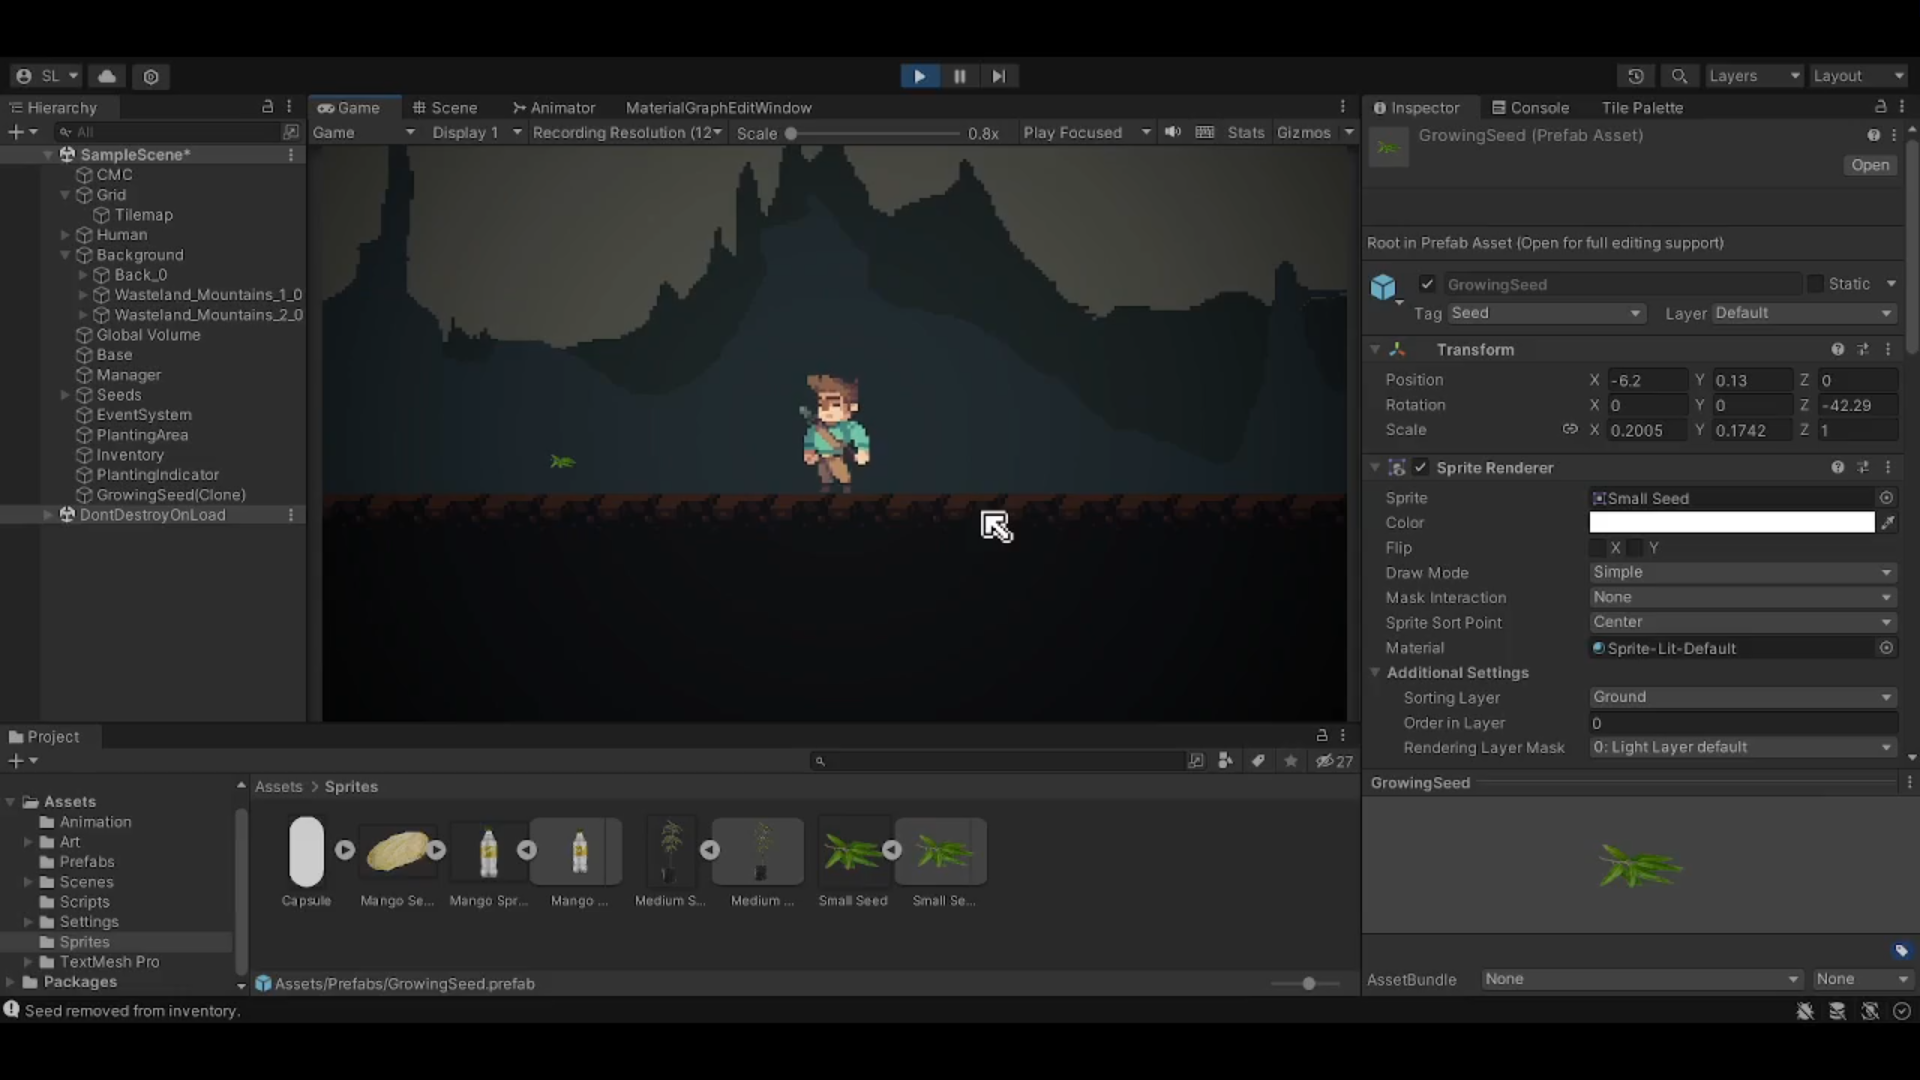 SL
Layers
Layout
Hierarchy
All
SampleScene*
CMC
Grid
Tilemap
Human
Background
Back_0
Wasteland_Mountains_1_0
Wasteland_Mountains_2_0
Global Volume
Base
Manager
Seeds
EventSystem
PlantingArea
Inventory
PlantingIndicator
GrowingSeed(Clone)
DontDestroyOnLoad
Game
Scene
Animator
MaterialGraphEditWindow
Game
Display 1
Recording Resolution (12
Scale
0.8x
Play Focused
Stats
Gizmos
Inspector
Console
Tile Palette
GrowingSeed (Prefab Asset)
Open
Root in Prefab Asset (Open for full editing support)
GrowingSeed
Static
Tag Seed
Layer Default
Transform
Position X -6.2 Y 0.13 Z 0
Rotation X 0 Y 0 Z -42.29
Scale X 0.2005 Y 0.1742 Z 1
Sprite Renderer
Sprite Small Seed
Color
Flip X Y
Draw Mode Simple
Mask Interaction None
Sprite Sort Point Center
Material Sprite-Lit-Default
Additional Settings
Sorting Layer Ground
Order in Layer 0
Rendering Layer Mask 0: Light Layer default
GrowingSeed
AssetBundle None None
Project
27
Assets
Animation
Art
Prefabs
Scenes
Scripts
Settings
Sprites
TextMesh Pro
Packages
Assets > Sprites
Capsule
Mango Se...
Mango Spr...
Mango ...
Medium S...
Medium ...
Small Seed
Small Se...
Assets/Prefabs/GrowingSeed.prefab
Seed removed from inventory.